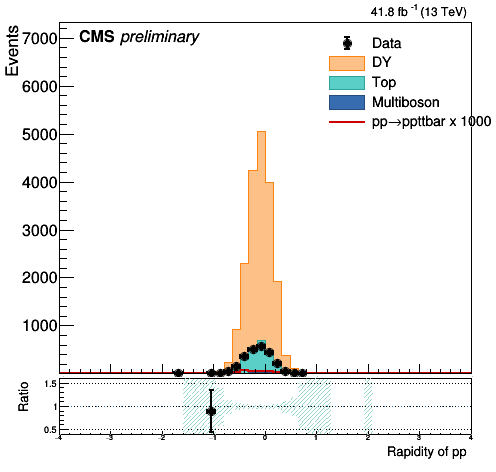 41.8 fb⁻¹ (13 TeV)
CMS preliminary
Events
7000
6000
5000
4000
3000
2000
1000
Data
DY
Top
Multiboson
pp→ppttbar x 1000
Ratio
1.5
1
0.5
-4 -3 -2 -1 0 1 2 3 4
Rapidity of pp